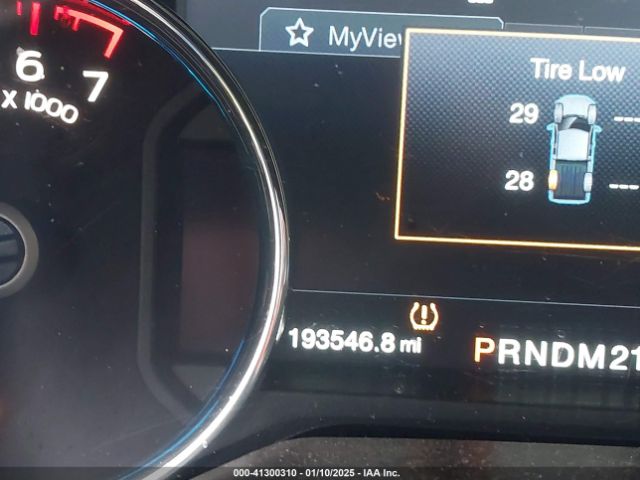 MyView
Tire Low
6
7
29 ---
x 1000
28 ---
193546.8 mi
PRNDM21
000-41300310 - 01/10/2025 - IAA Inc.